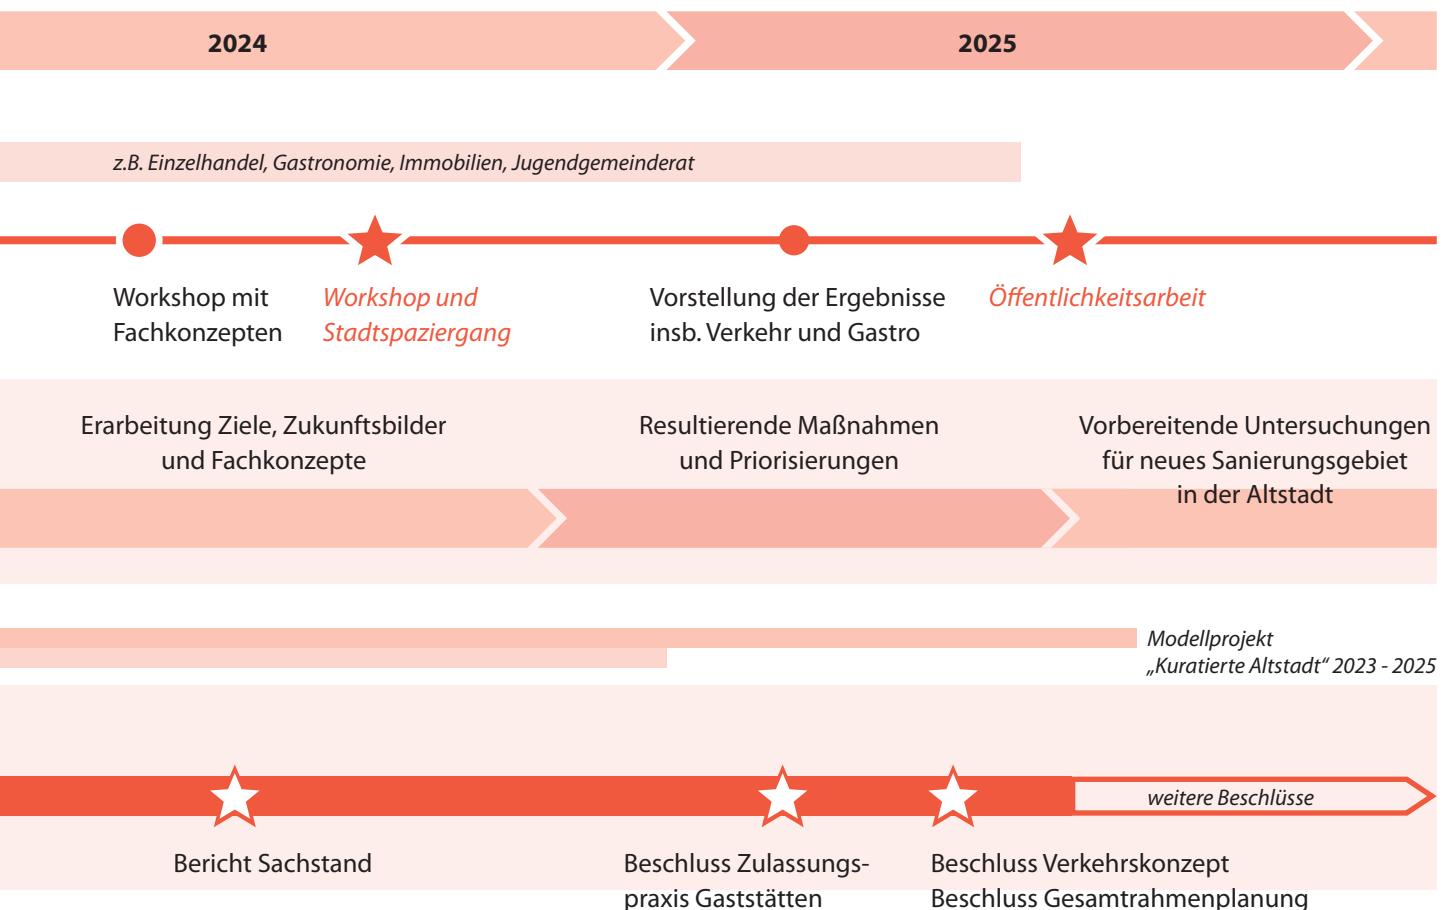 2024
2025
z.B. Einzelhandel, Gastronomie, Immobilien, Jugendgemeinderat
Workshop mit
Fachkonzepten
Workshop und
Stadtspaziergang
Vorstellung der Ergebnisse
insb. Verkehr und Gastro
Öffentlichkeitsarbeit
Erarbeitung Ziele, Zukunftsbilder
und Fachkonzepte
Resultierende Maßnahmen
und Priorisierungen
Vorbereitende Untersuchungen
für neues Sanierungsgebiet
in der Altstadt
Modellprojekt
„Kuratierte Altstadt“ 2023 - 2025
weitere Beschlüsse
Bericht Sachstand
Beschluss Zulassungs-
praxis Gaststätten
Beschluss Verkehrskonzept
Beschluss Gesamtrahmenplanung